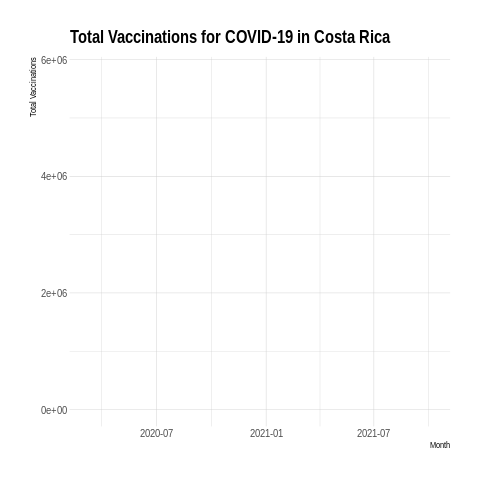 Total Vaccinations for COVID-19 in Costa Rica
Total Vaccinations
6e+06
4e+06
2e+06
0e+00
2020-07 2021-01 2021-07
Month